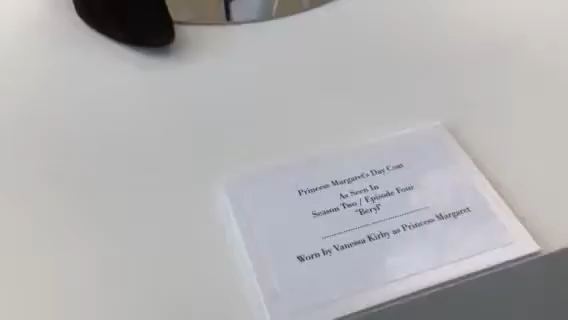 Princess Margaret's Day Coat
As Seen In
Season Two / Episode Four
"Beryl"
Worn by Vanessa Kirby as Princess Margaret